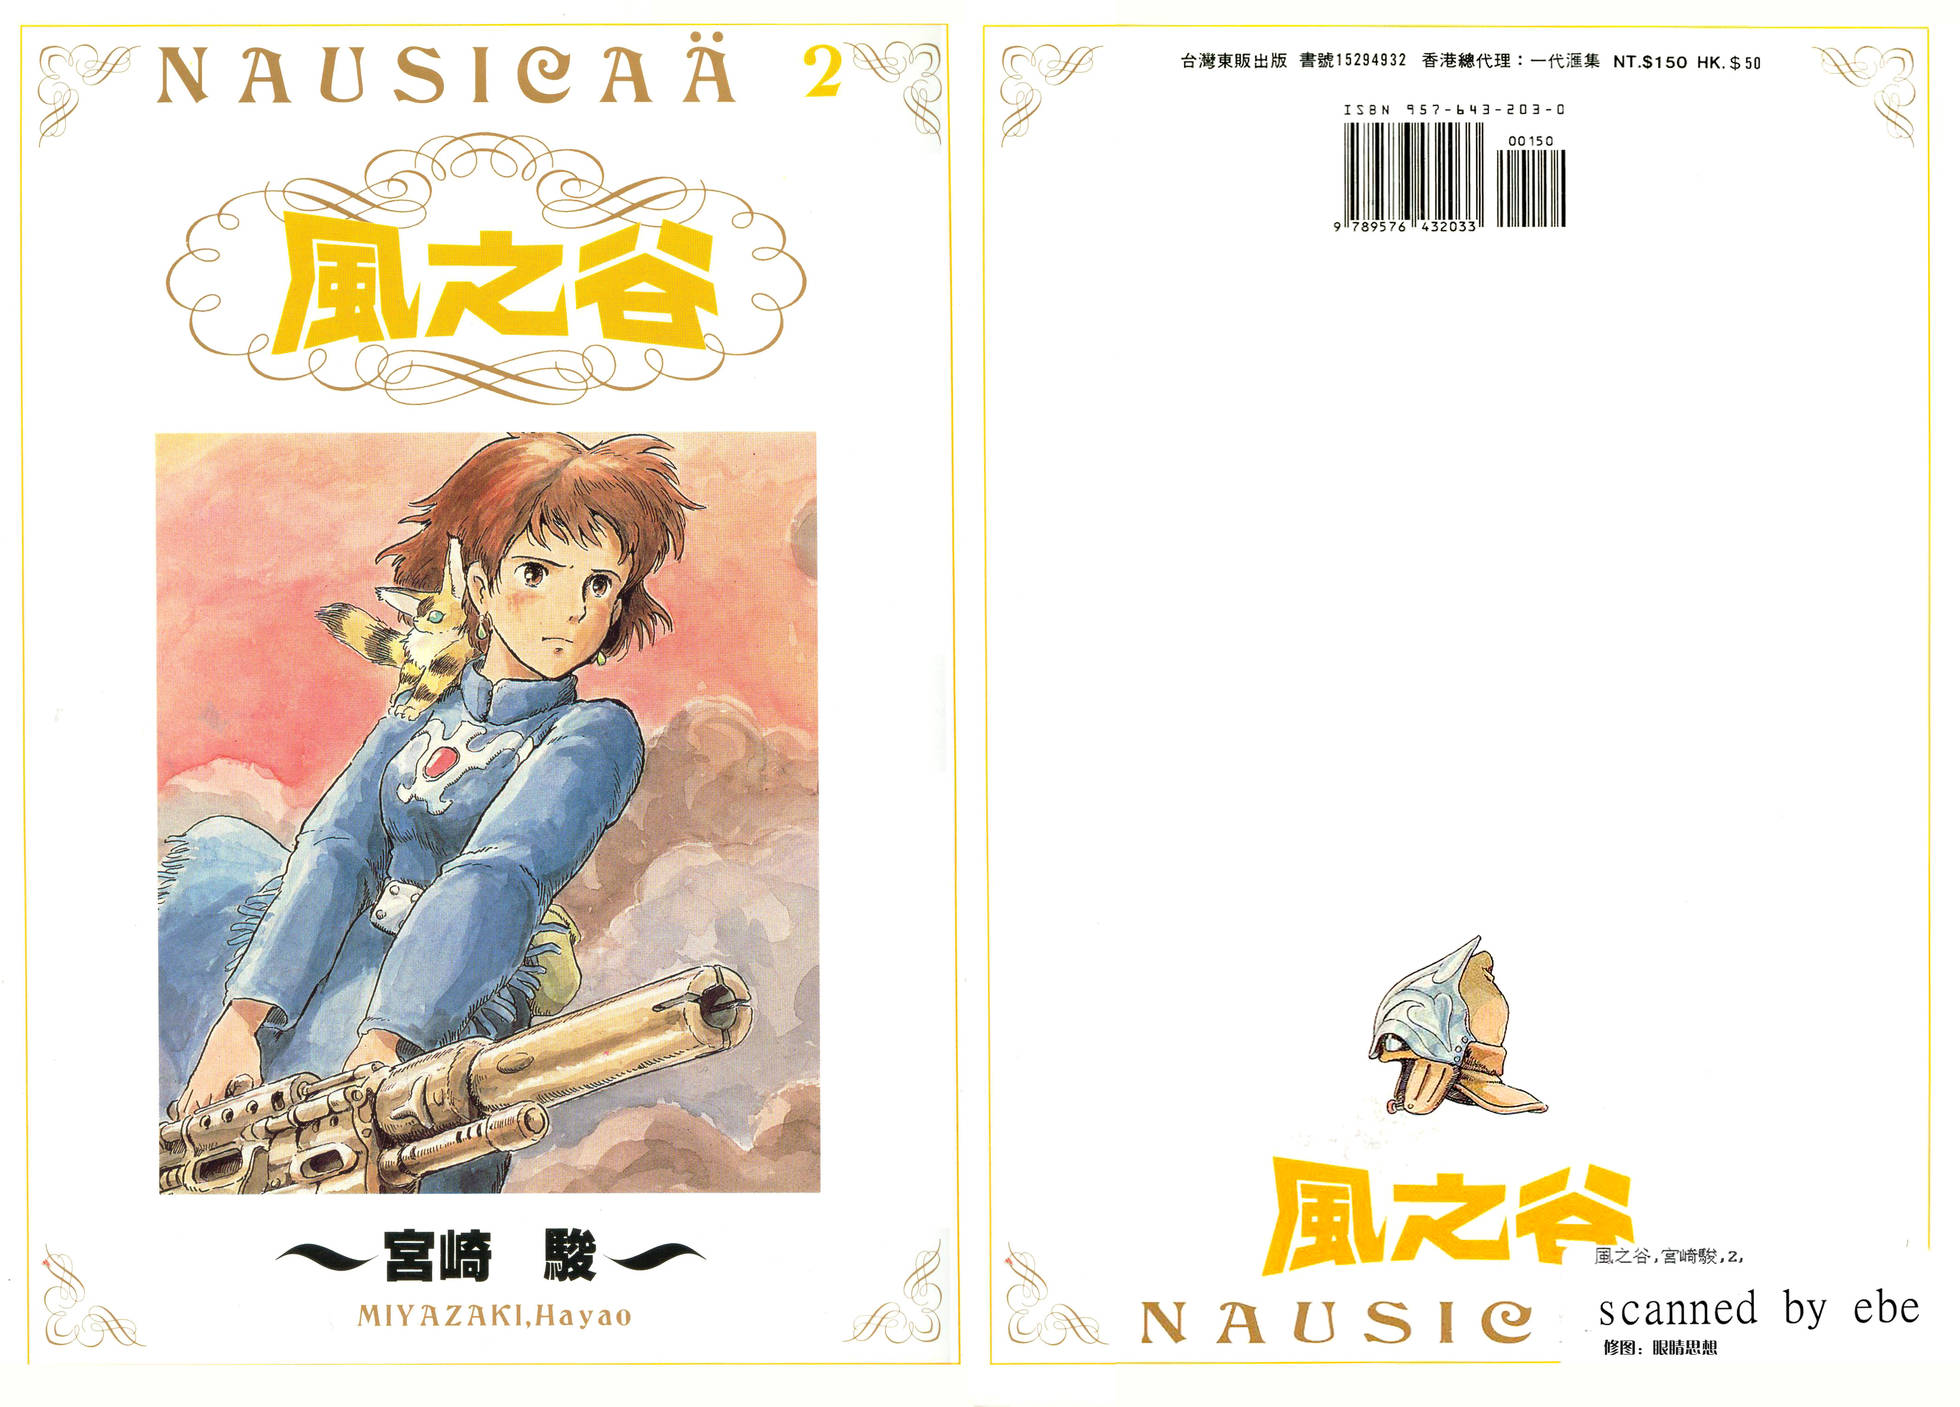 NAUSICAÄ 2
風之谷
宮崎 駿
MIYAZAKI,Hayao
台灣東販出版 書號15294932 香港總代理：一代滙集 NT.$150 HK.$50
ISBN 957-643-203-0
00150
9 789576 432033
風之谷
風之谷,宮崎駿,2,
NAUSIC
scanned by ebe
修图：眼睛思想